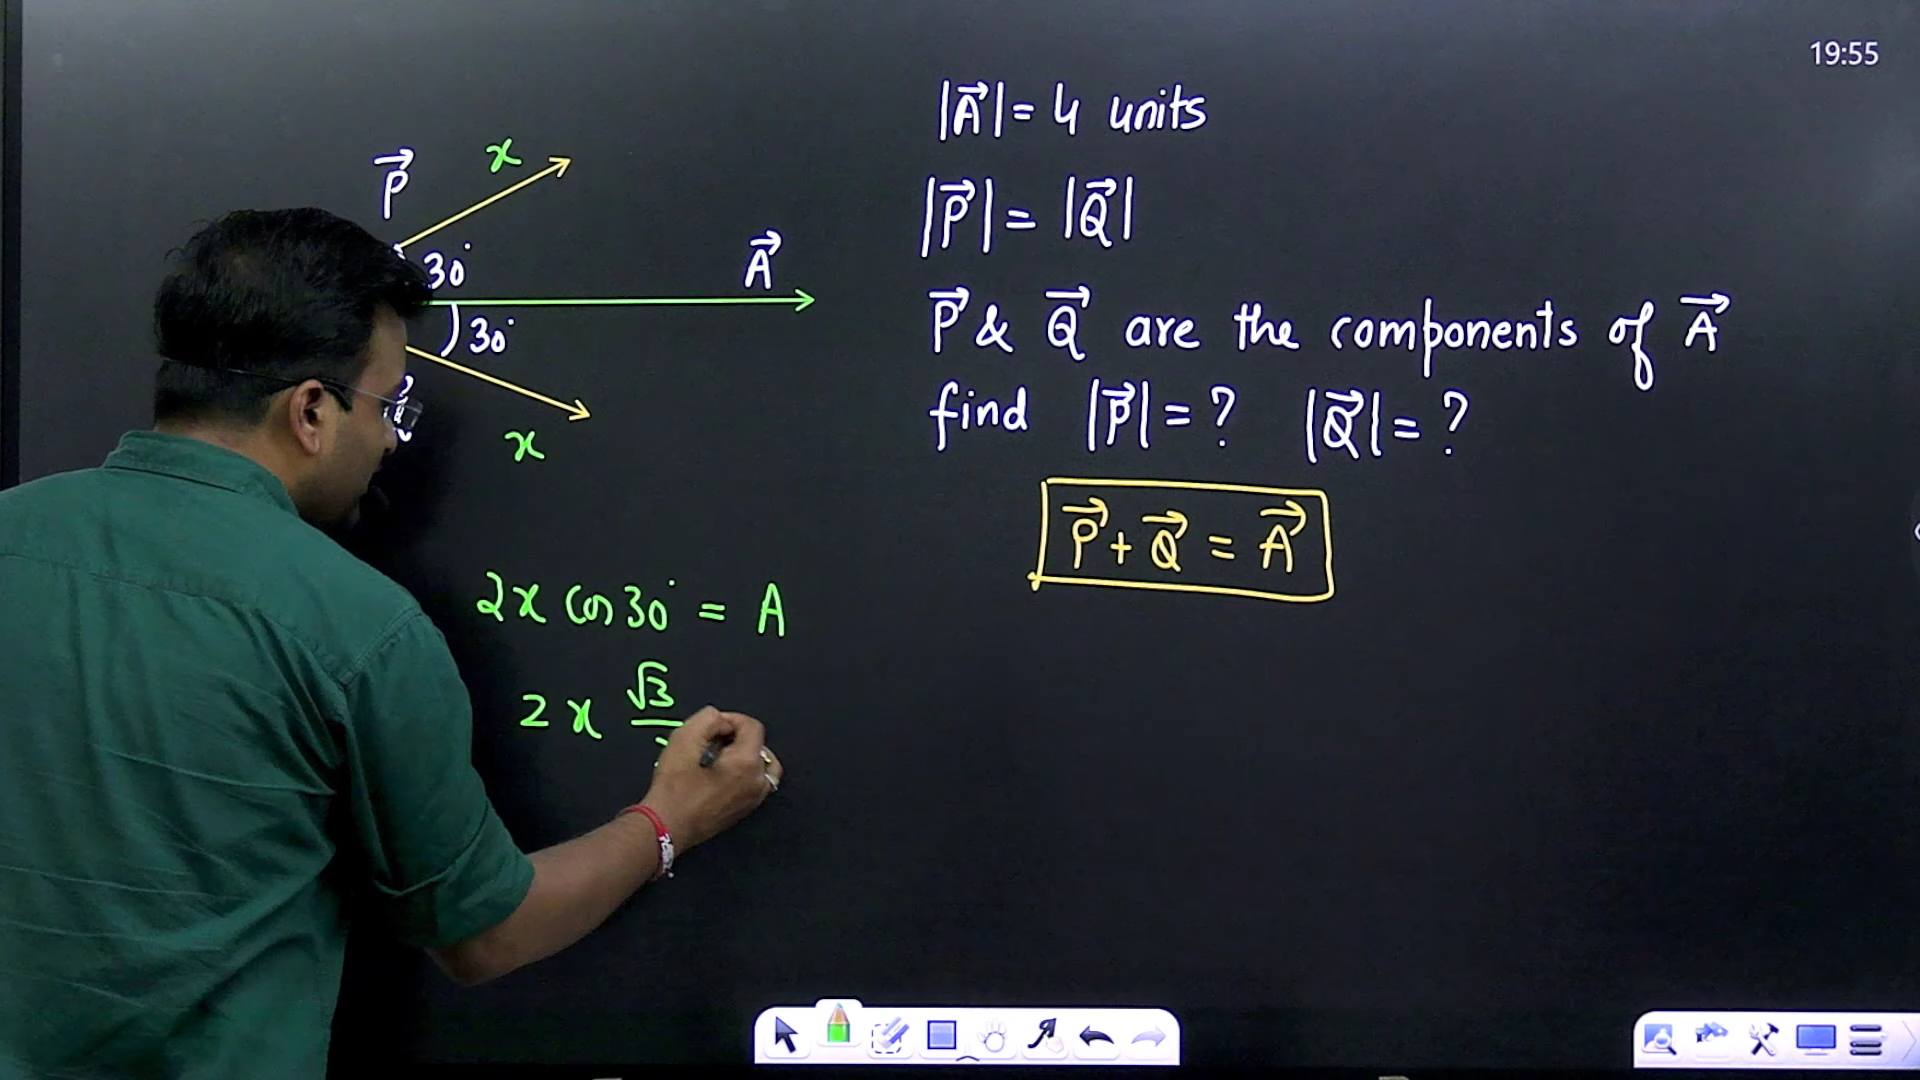 19:55
|A⃗| = 4 units
|P⃗| = |Q⃗|
P⃗ & Q⃗ are the components of A⃗
find |P⃗| = ? |Q⃗| = ?
P⃗ + Q⃗ = A⃗
P⃗ x
30°
A⃗
30°
x
2x cos 30° = A
2x √3